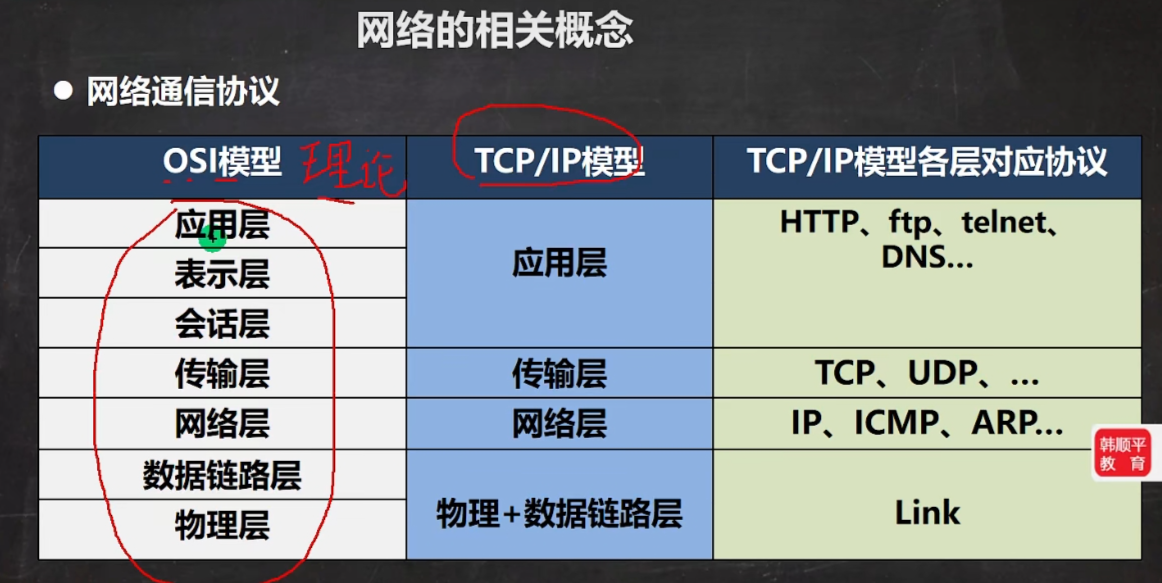 网络的相关概念
● 网络通信协议
OSI模型 理论 TCP/IP模型 TCP/IP模型各层对应协议
应用层
表示层
会话层
应用层
HTTP、ftp、telnet、
DNS...
传输层 传输层 TCP、UDP、...
网络层 网络层 IP、ICMP、ARP...
数据链路层
物理层
物理+数据链路层
Link
韩顺平
教育